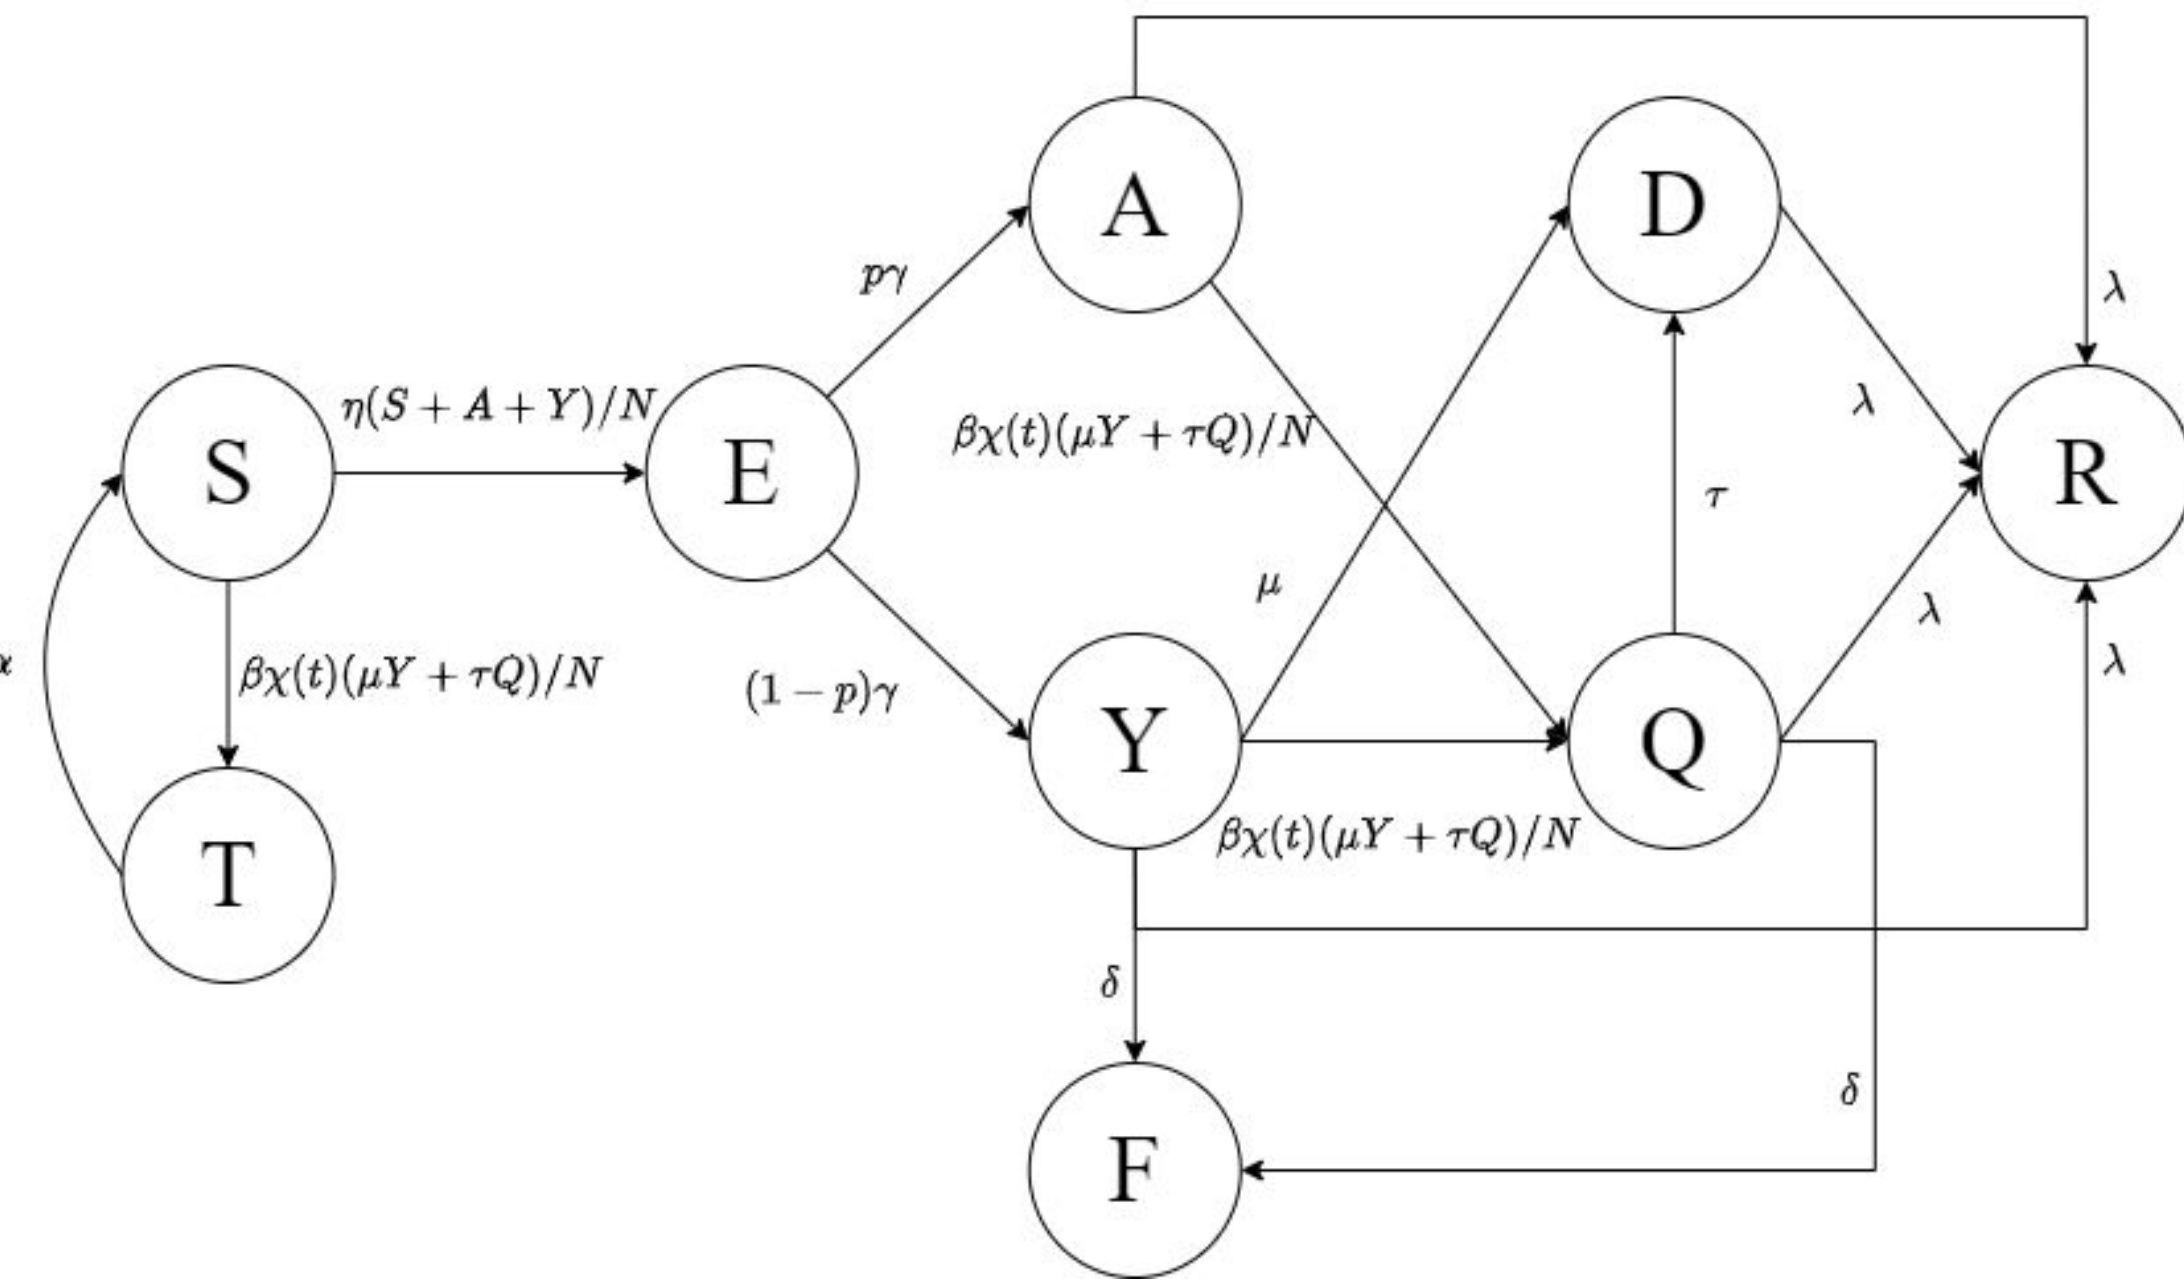 A
D
pγ
λ
η(S + A + Y)/N
λ
βχ(t)(μY + τQ)/N
S
E
R
τ
μ
λ
βχ(t)(μY + τQ)/N
λ
(1 − p)γ
Y
Q
βχ(t)(μY + τQ)/N
T
δ
δ
F